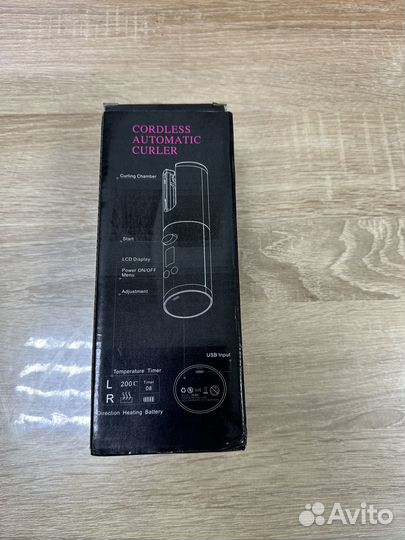 CORDLESS
AUTOMATIC
CURLER
Curling Chamber
Start
LCD Display
Power ON/OFF
Menu
Adjustment
USB Input
Temperature Timer
L 200℃ Timer
R 08
Direction Heating Battery
Avito